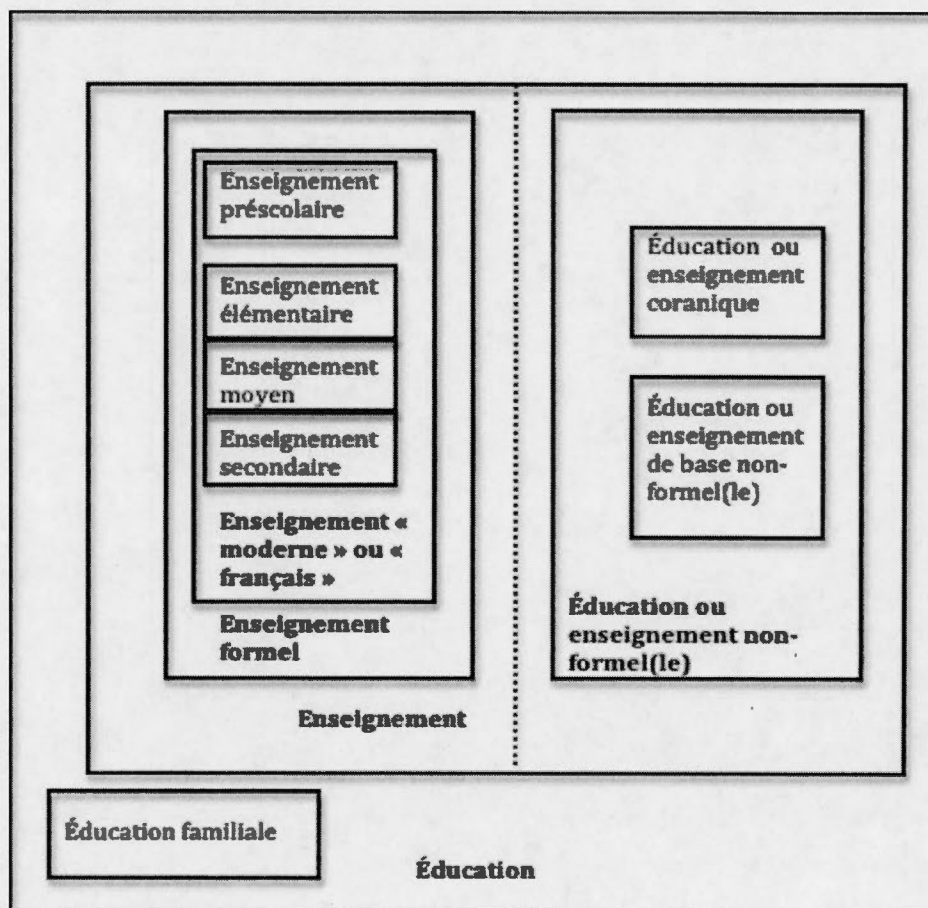 Enseignement
préscolaire
Enseignement
élémentaire
Enseignement
moyen
Enseignement
secondaire
Enseignement «
moderne » ou «
français »
Enseignement
formel
Éducation ou
enseignement
coranique
Éducation ou
enseignement
de base non-
formel(le)
Éducation ou
enseignement non-
formel(le)
Enseignement
Éducation familiale
Éducation